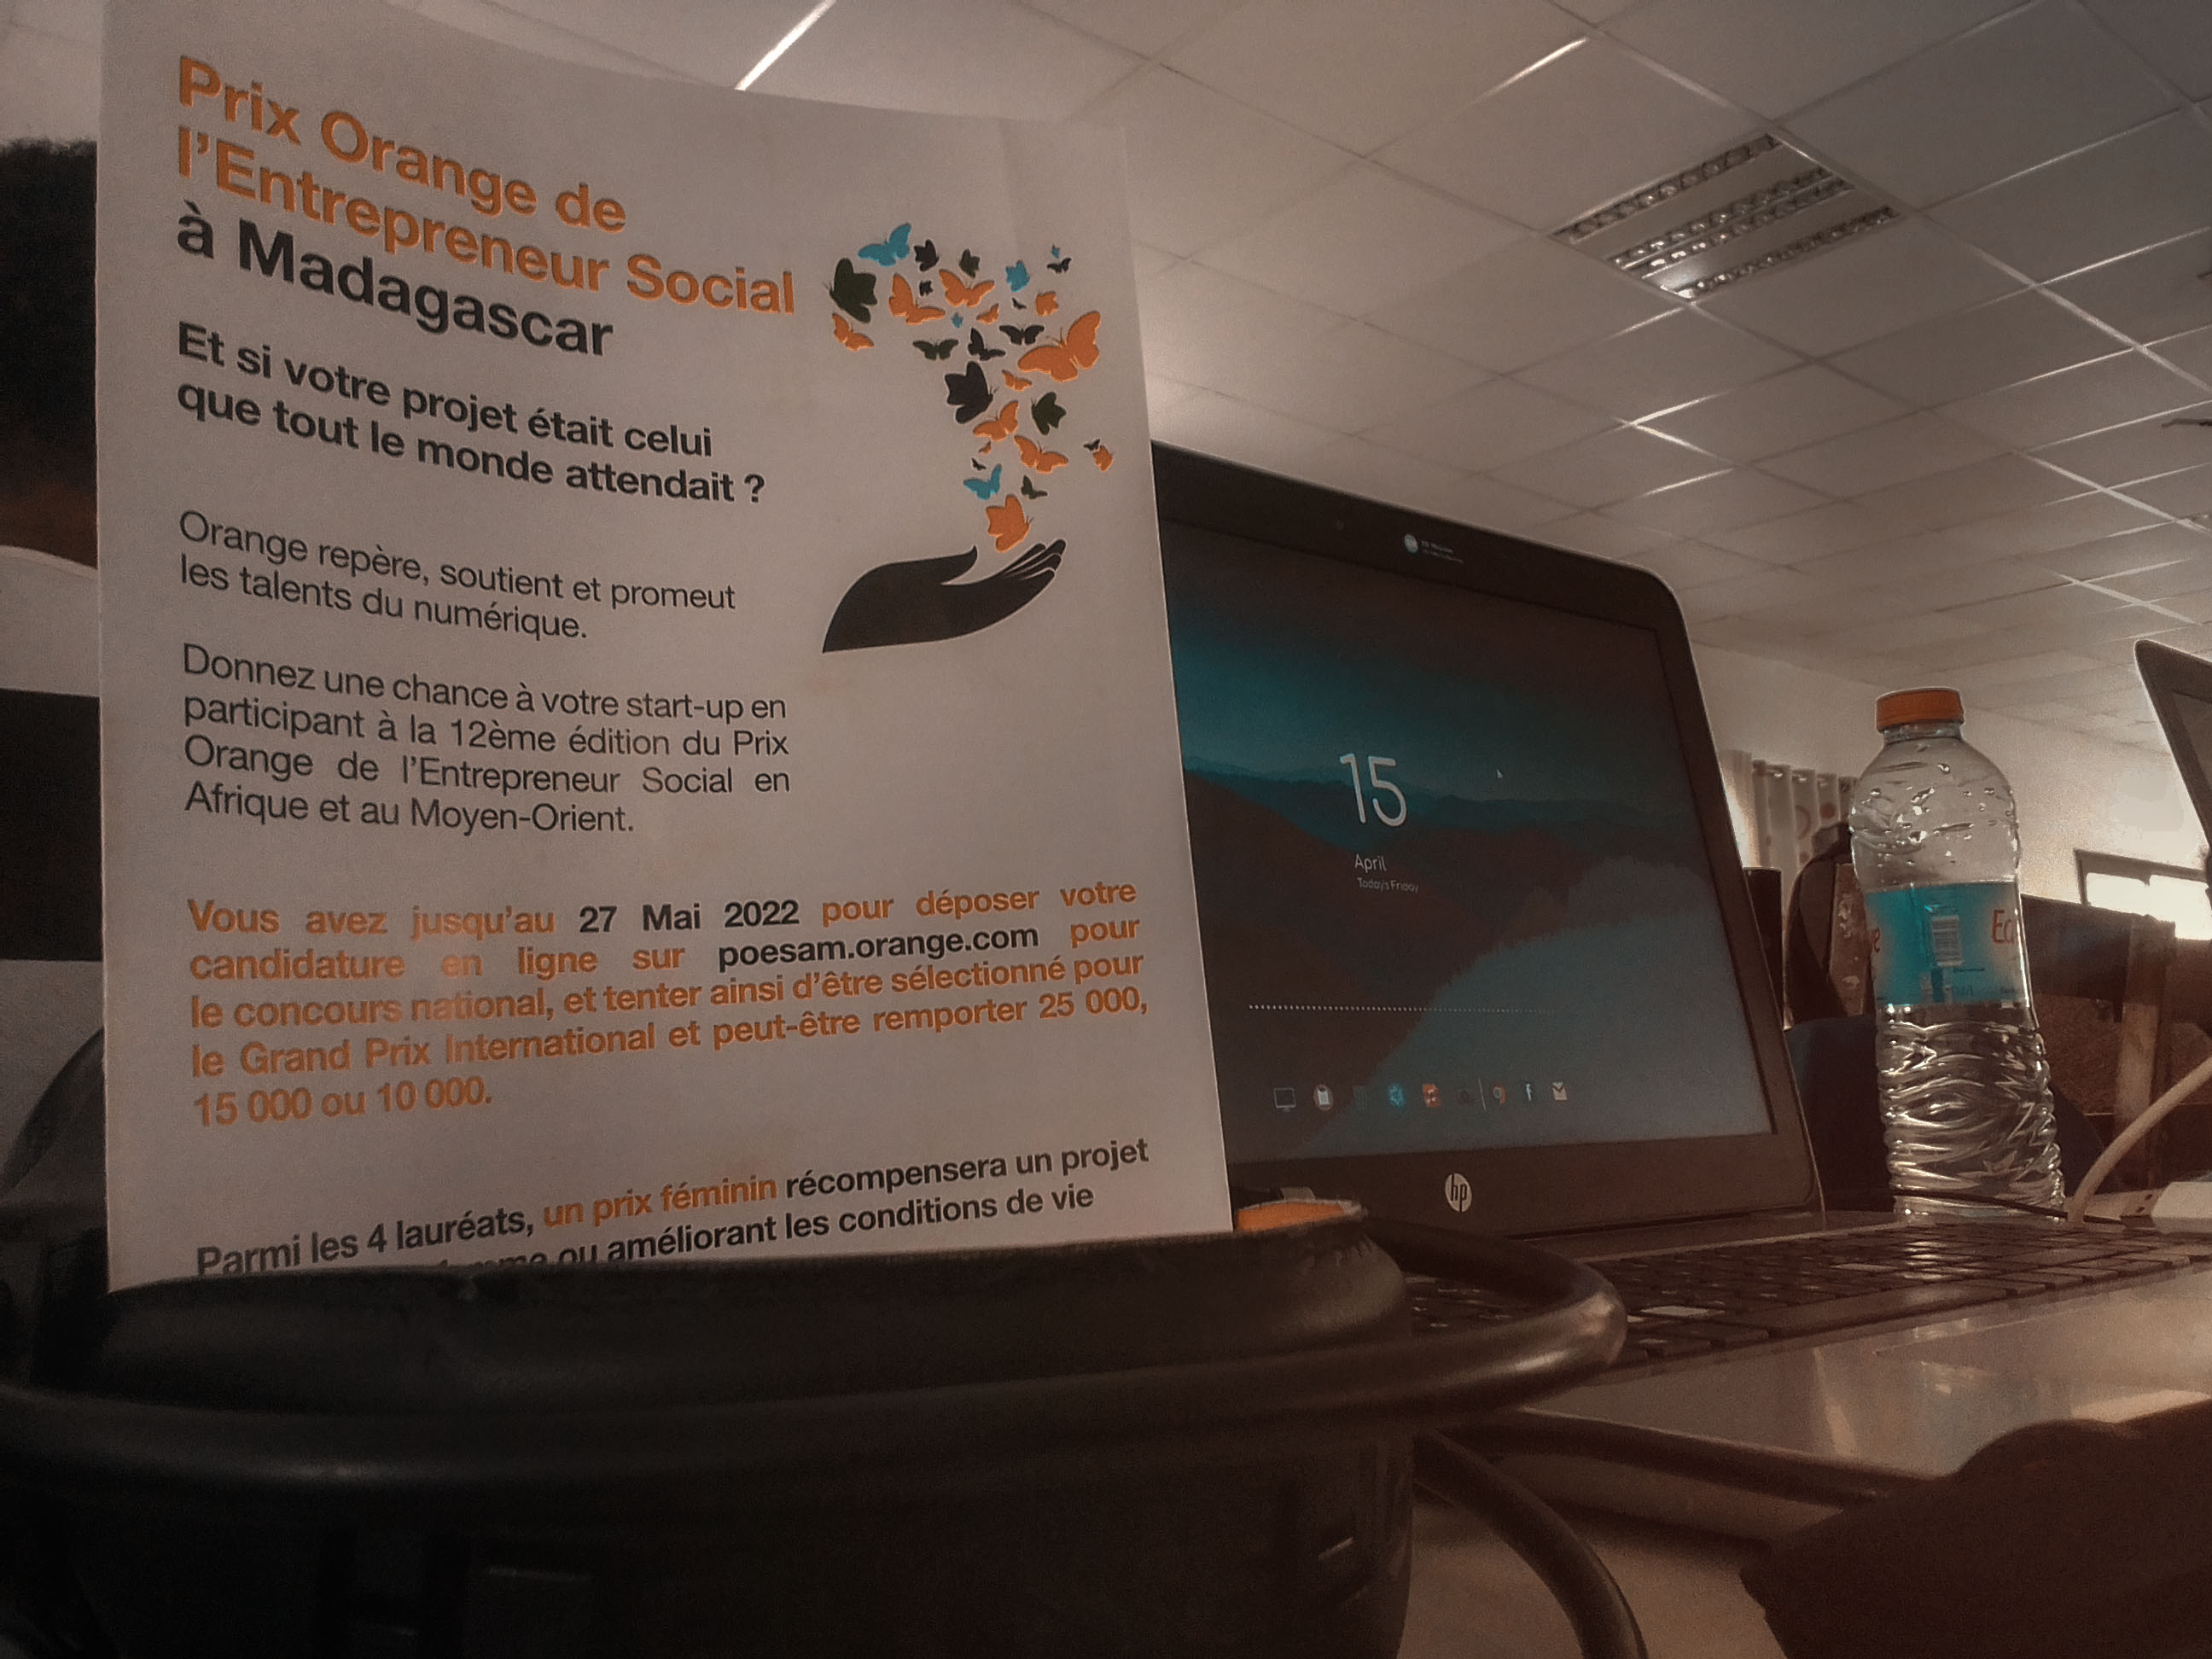 Prix Orange de
l'Entrepreneur Social
à Madagascar
Et si votre projet était celui
que tout le monde attendait ?
Orange repère, soutient et promeut
les talents du numérique.
Donnez une chance à votre start-up en
participant à la 12ème édition du Prix
Orange de l'Entrepreneur Social en
Afrique et au Moyen-Orient.
Vous avez jusqu'au 27 Mai 2022 pour déposer votre
candidature en ligne sur poesam.orange.com pour
le concours national, et tenter ainsi d'être sélectionné pour
le Grand Prix International et peut-être remporter 25 000,
15 000 ou 10 000.
Parmi les 4 lauréats, un prix féminin récompensera un projet
ou améliorant les conditions de vie
15
April
Today's Friday
hp